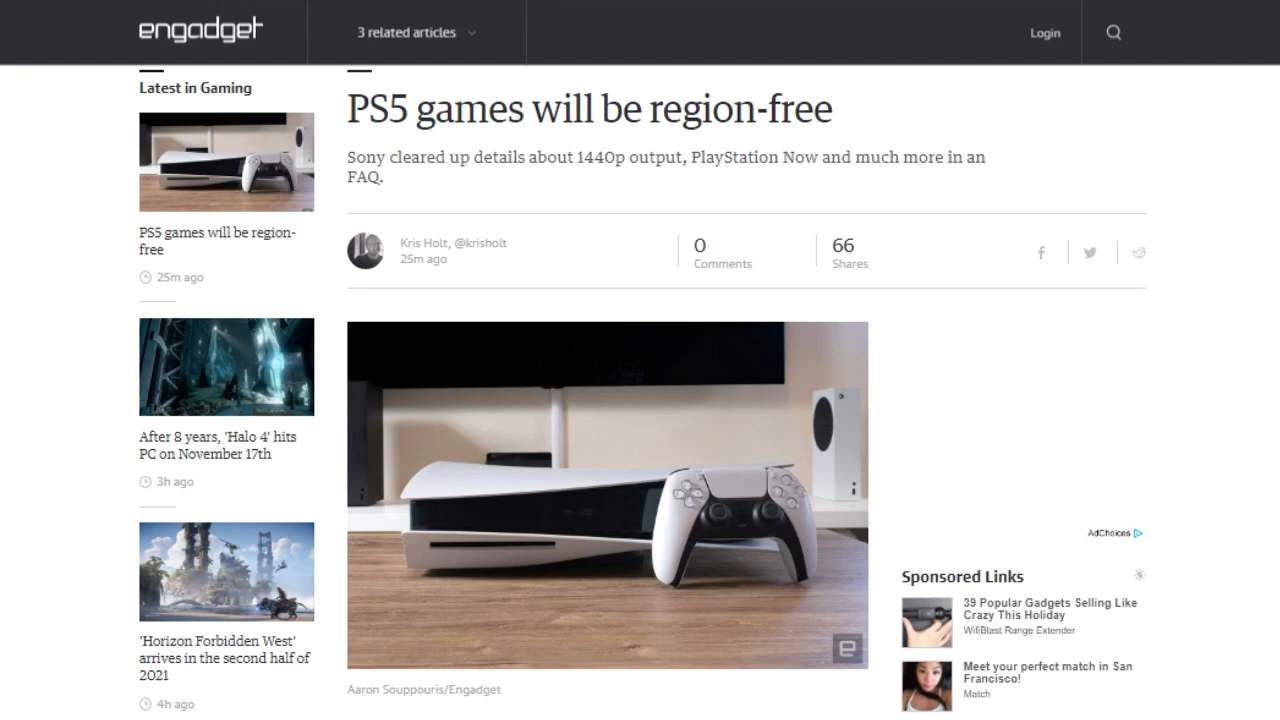 engadget
3 related articles
Login
Latest in Gaming
PS5 games will be region-
free
25m ago
After 8 years, 'Halo 4' hits
PC on November 17th
3h ago
'Horizon Forbidden West'
arrives in the second half of
2021
4h ago
PS5 games will be region-free
Sony cleared up details about 1440p output, PlayStation Now and much more in an
FAQ.
Kris Holt, @krisholt
25m ago
0
Comments
66
Shares
Aaron Souppouris/Engadget
AdChoices
Sponsored Links
39 Popular Gadgets Selling Like
Crazy This Holiday
WifiBlast Range Extender
Meet your perfect match in San
Francisco!
Match